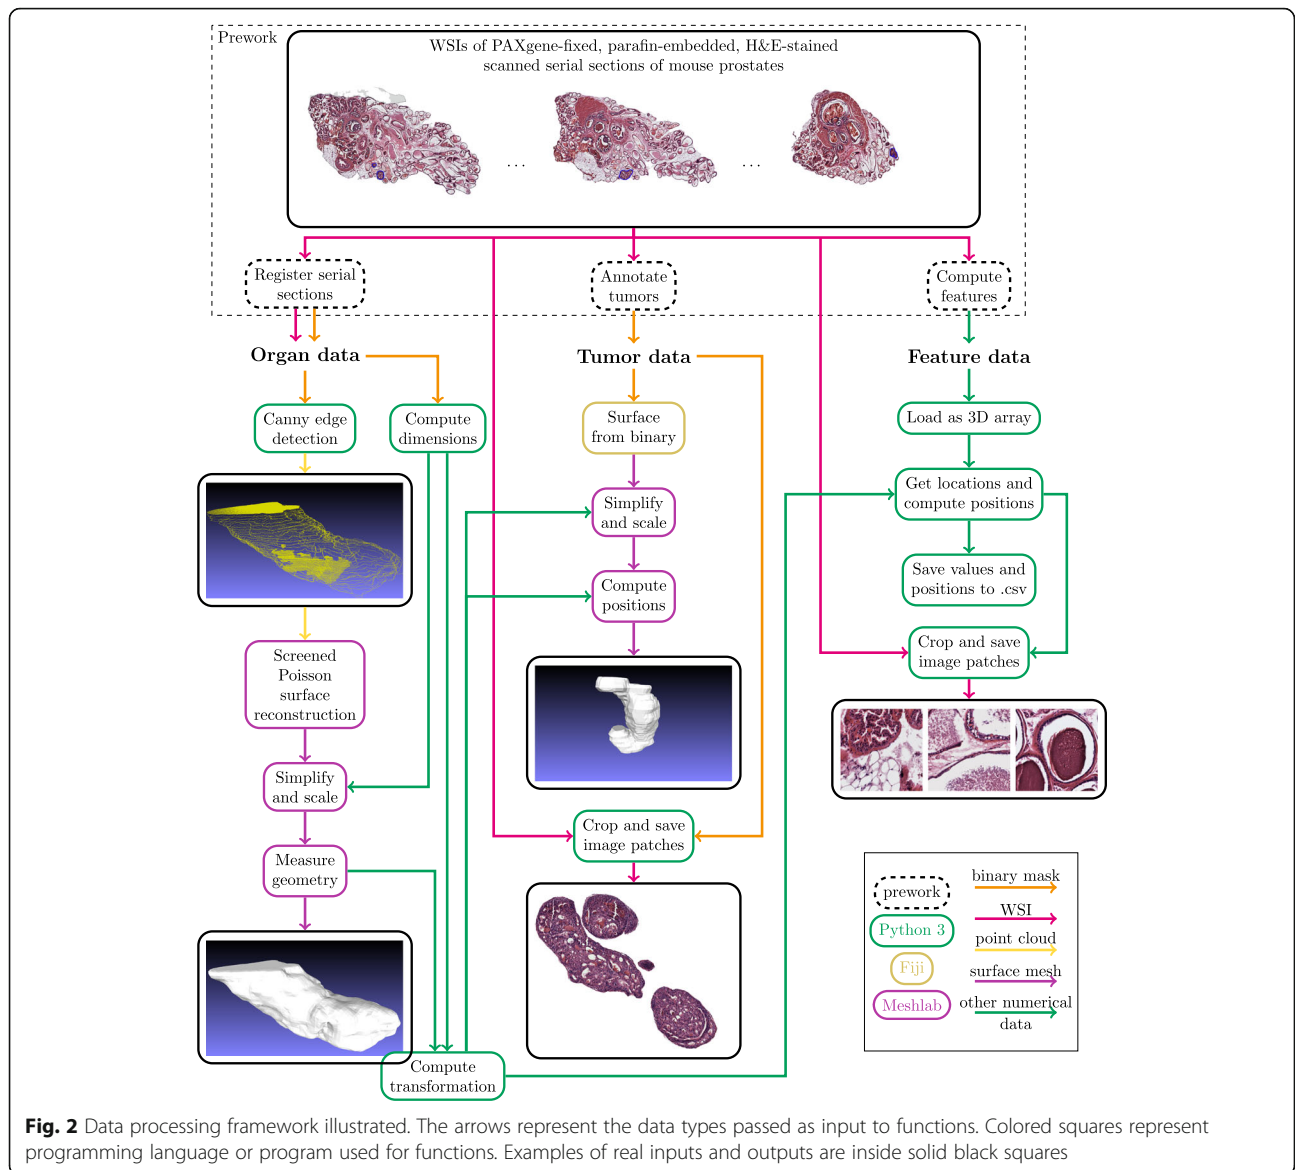 Prework
WSIs of PAXgene-fixed, parafin-embedded, H&E-stained
scanned serial sections of mouse prostates
...
...
Register serial
sections
Annotate
tumors
Compute
features
Organ data
Tumor data
Feature data
Canny edge
detection
Compute
dimensions
Surface
from binary
Load as 3D array
Simplify
and scale
Get locations and
compute positions
Compute
positions
Save values and
positions to .csv
Screened
Poisson
surface
reconstruction
Crop and save
image patches
Simplify
and scale
Crop and save
image patches
Measure
geometry
Compute
transformation
prework
Python 3
Fiji
Meshlab
binary mask
WSI
point cloud
surface mesh
other numerical
data
Fig. 2 Data processing framework illustrated. The arrows represent the data types passed as input to functions. Colored squares represent
programming language or program used for functions. Examples of real inputs and outputs are inside solid black squares